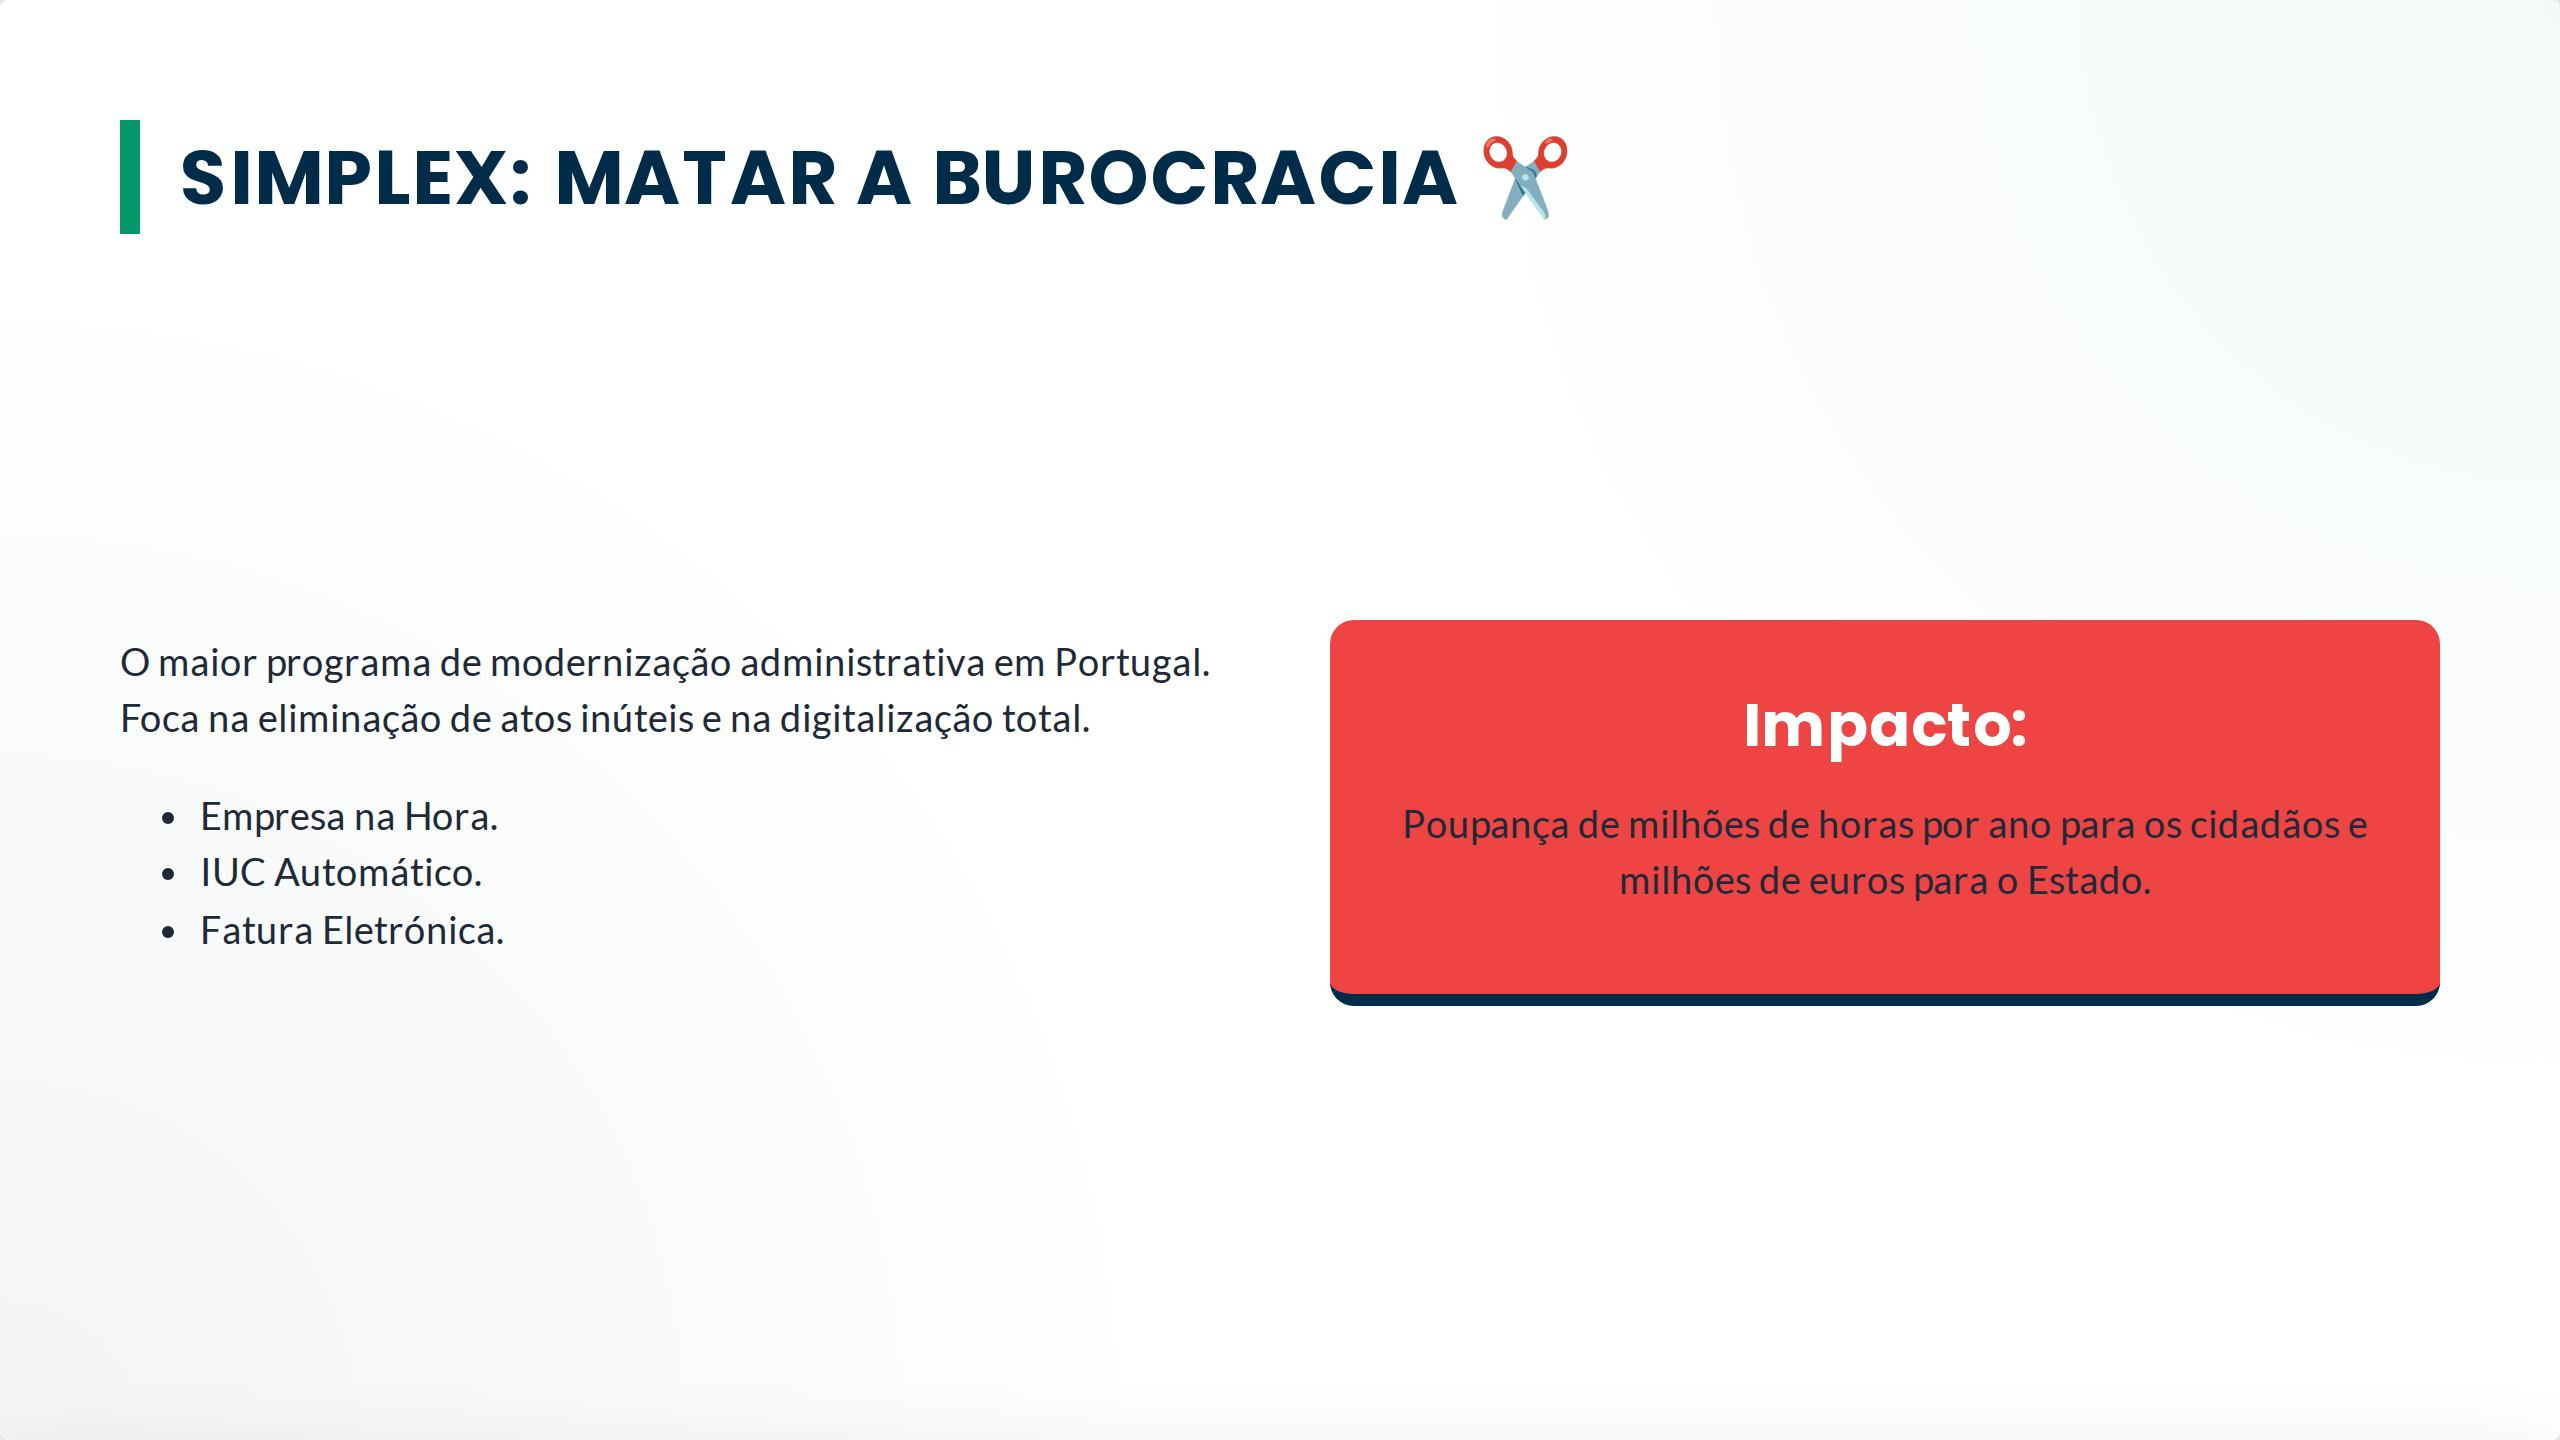 SIMPLEX: MATAR A BUROCRACIA ✂️
O maior programa de modernização administrativa em Portugal.
Foca na eliminação de atos inúteis e na digitalização total.
• Empresa na Hora.
• IUC Automático.
• Fatura Eletrónica.
Impacto:
Poupança de milhões de horas por ano para os cidadãos e
milhões de euros para o Estado.